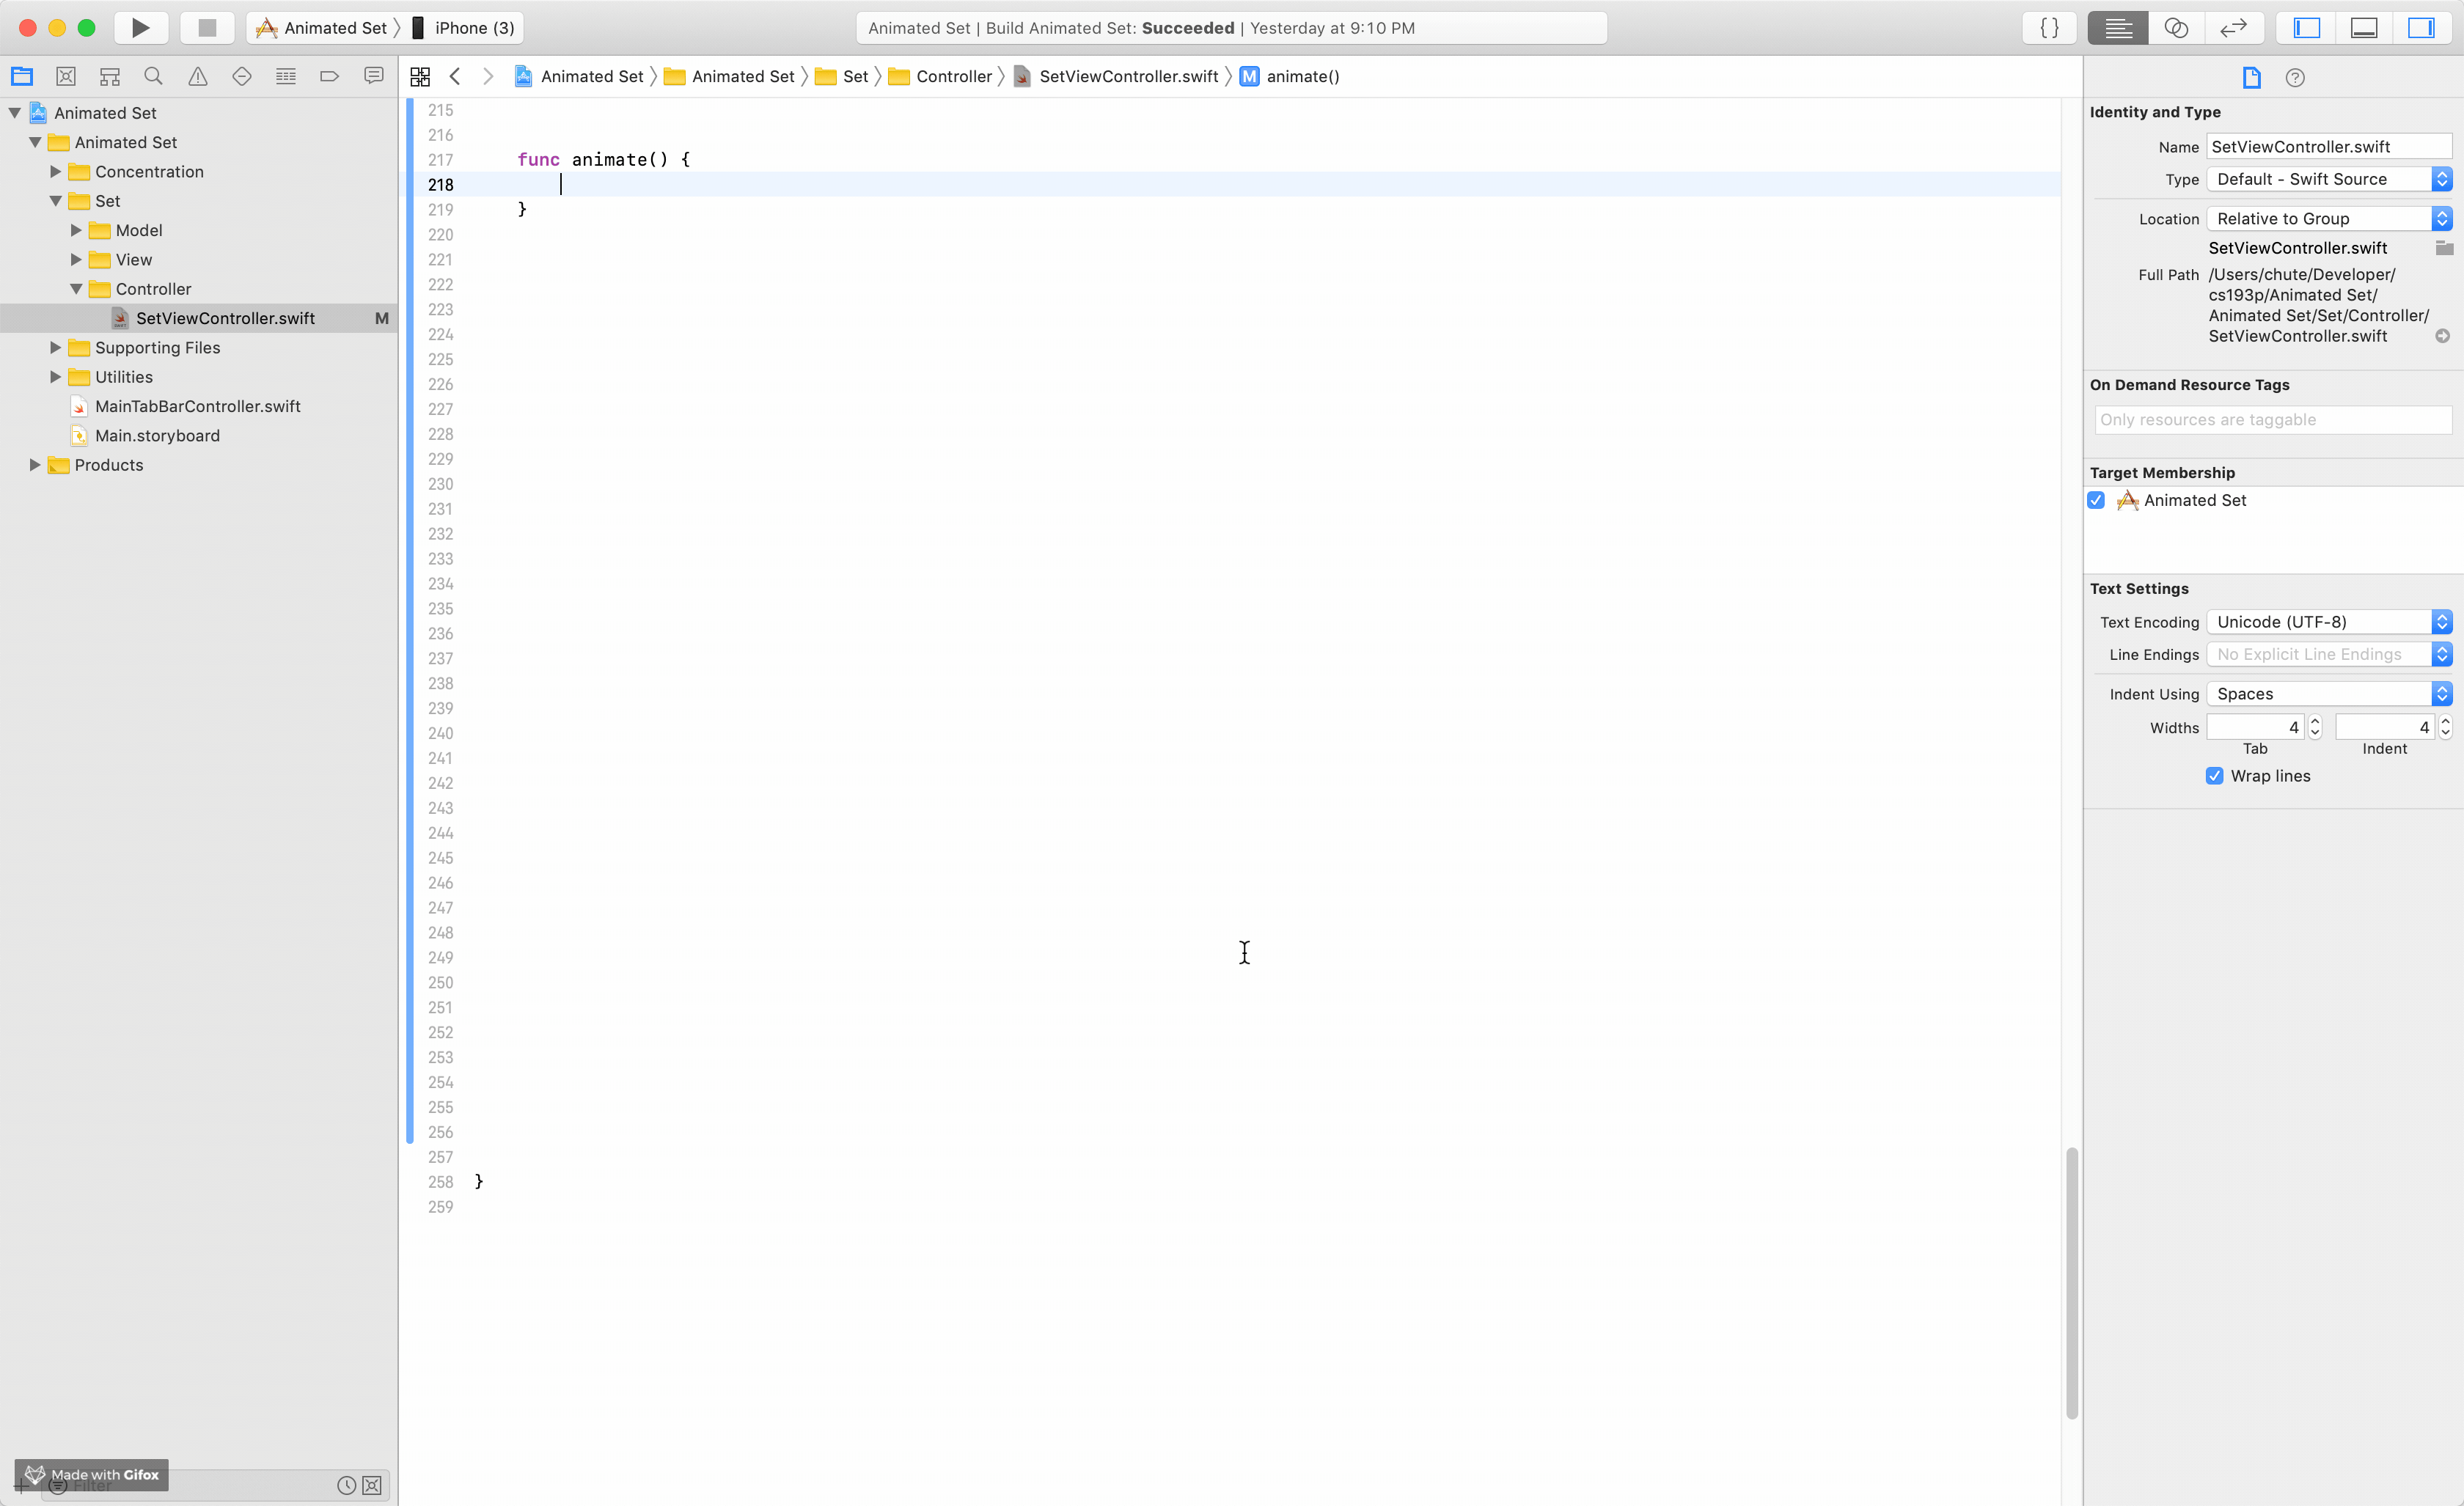 Animated Set
iPhone (3)
Animated Set | Build Animated Set: Succeeded | Yesterday at 9:10 PM
{ }
Animated Set
Animated Set
Set
Controller
SetViewController.swift
M
animate()
Animated Set
Animated Set
Concentration
Set
Model
View
Controller
SetViewController.swift M
Supporting Files
Utilities
MainTabBarController.swift
Main.storyboard
Products
Made with Gifox
Filter
215
216
217 func animate() {
218
219 }
220
221
222
223
224
225
226
227
228
229
230
231
232
233
234
235
236
237
238
239
240
241
242
243
244
245
246
247
248
249
250
251
252
253
254
255
256
257
258 }
259
Identity and Type
Name SetViewController.swift
Type Default - Swift Source
Location Relative to Group
SetViewController.swift
Full Path /Users/chute/Developer/
cs193p/Animated Set/
Animated Set/Set/Controller/
SetViewController.swift
On Demand Resource Tags
Only resources are taggable
Target Membership
Animated Set
Text Settings
Text Encoding Unicode (UTF-8)
Line Endings No Explicit Line Endings
Indent Using Spaces
Widths 4 4
Tab Indent
Wrap lines